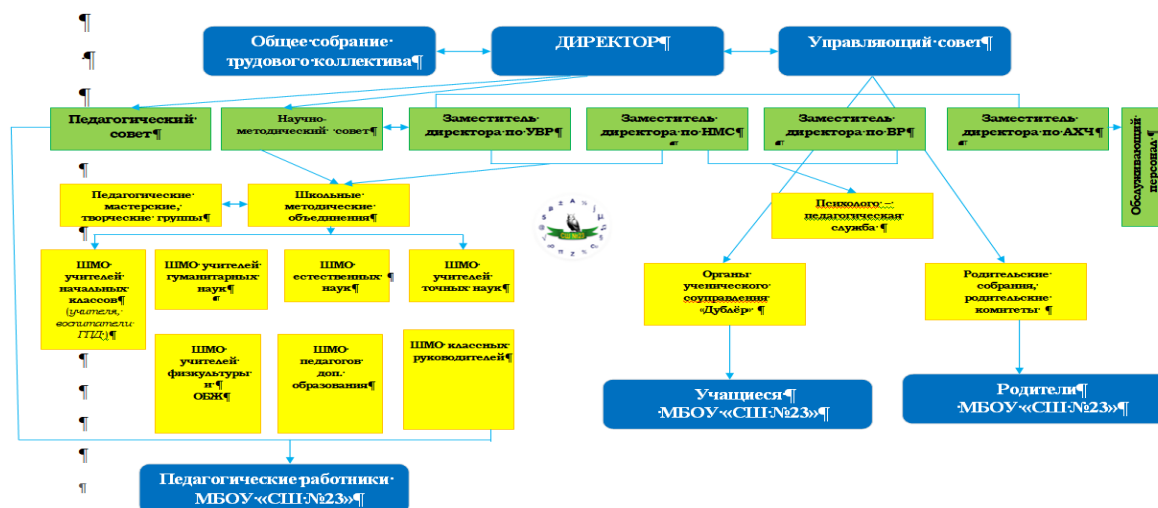 Общее собрание
трудового коллектива¶
ДИРЕКТОР¶
Управляющий совет¶
Педагогический
совет¶
Научно-
методический совет¶
Заместитель
директора по УВР¶
Заместитель
директора по НМС
¶
Заместитель
директора по ВР¶
¶
Заместитель
директора по АХЧ¶
¶
Обслуживающий
персонал¶
Педагогические
мастерские,
творческие группы¶
Школьные
методические
объединения¶
Психолого –
педагогическая
служба ¶
ШМО
учителей
начальных
классов¶
(учителя,
воспитатели
ГПД )¶
ШМО учителей
гуманитарных
наук¶
¶
ШМО
естественных
наук¶
¶
ШМО
учителей
точных наук¶
Органы
ученического
соуправления
«Дублёр» ¶
Родительские
собрания,
родительские
комитеты ¶
ШМО
учителей
физкультуры
и ¶
ОБЖ¶
ШМО
педагогов
доп.
образования¶
ШМО классных
руководителей¶
Учащиеся ¶
МБОУ «СШ №23»¶
Родители¶
МБОУ «СШ №23»¶
Педагогические работники
МБОУ «СШ №23»¶